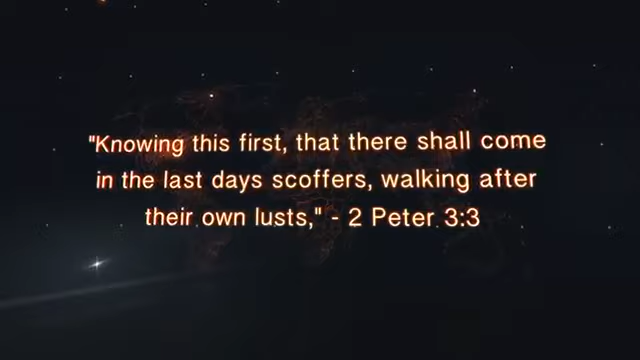 "Knowing this first, that there shall come
in the last days scoffers, walking after
their own lusts," - 2 Peter 3:3